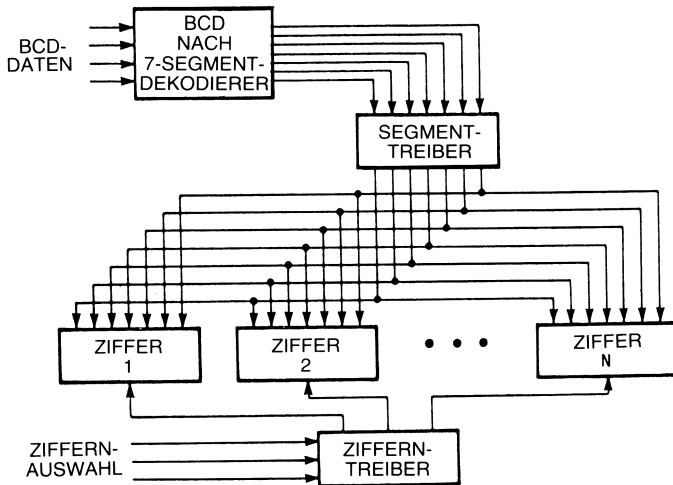 BCD-
DATEN
BCD
NACH
7-SEGMENT-
DEKODIERER
SEGMENT-
TREIBER
ZIFFER
1
ZIFFER
2
• • •
ZIFFER
N
ZIFFERN-
AUSWAHL
ZIFFERN-
TREIBER